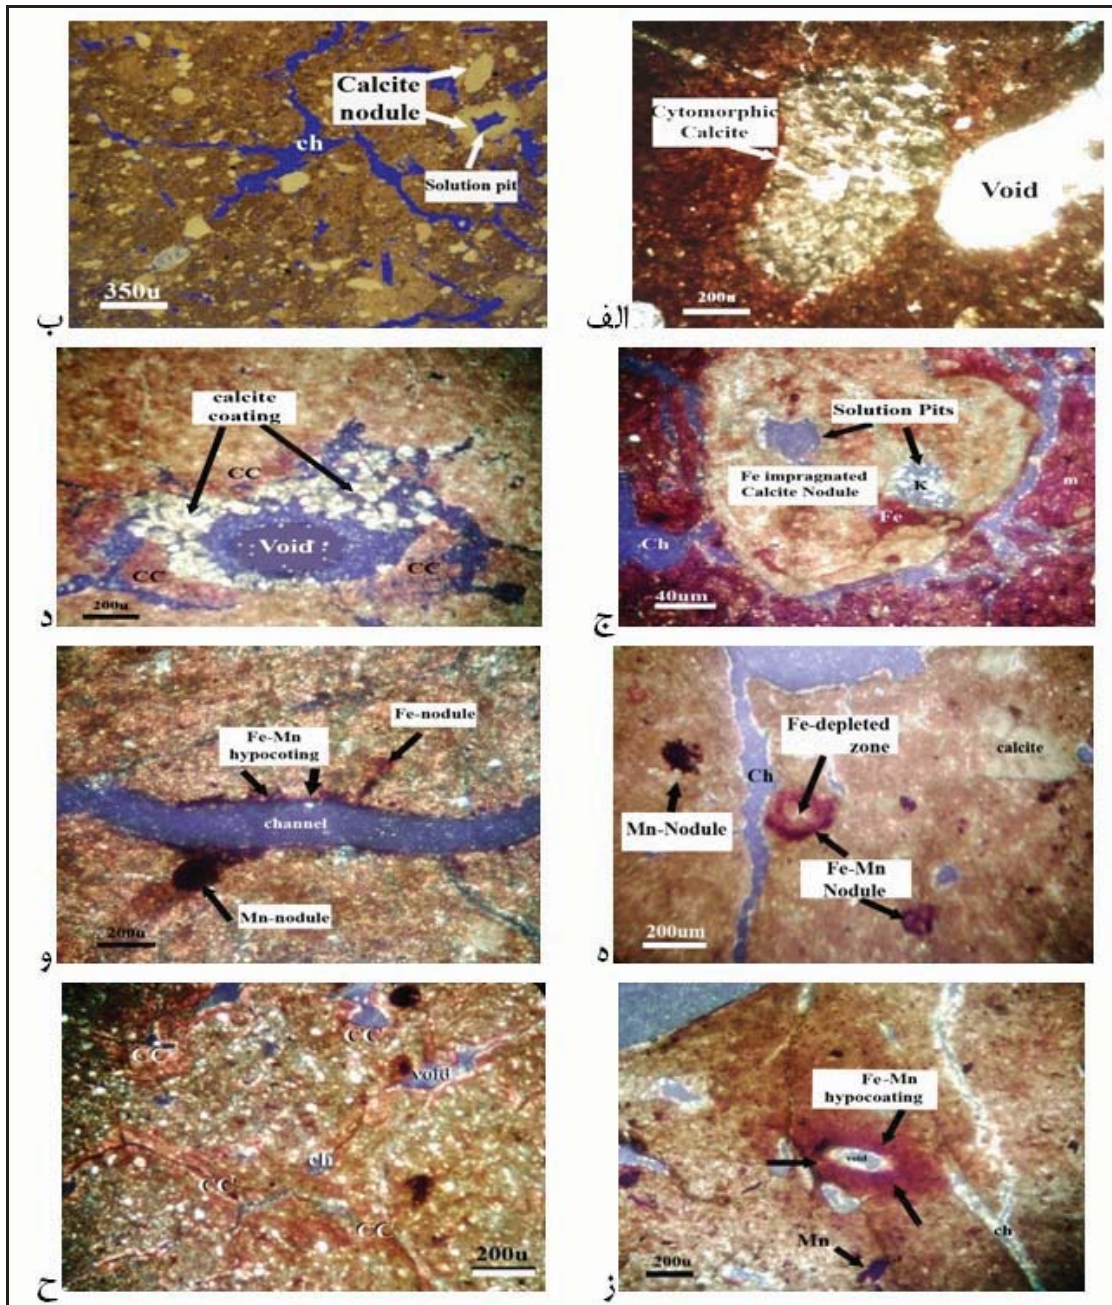 Cytomorphic
Calcite
Void
200u
الف
Calcite
nodule
ch
Solution pit
350u
ب
Solution Pits
K
Fe impragnated
Calcite Nodule
m
Fe
Ch
40um
ج
calcite
coating
CC
Void
CC
CC
200u
د
Fe-depleted
zone
calcite
Ch
Mn-Nodule
Fe-Mn
Nodule
200um
ه
Fe-nodule
Fe-Mn
hypocoting
channel
Mn-nodule
200u
و
Fe-Mn
hypocoating
void
Mn
ch
200u
ز
CC
CC
void
ch
CC
CC
200u
ح